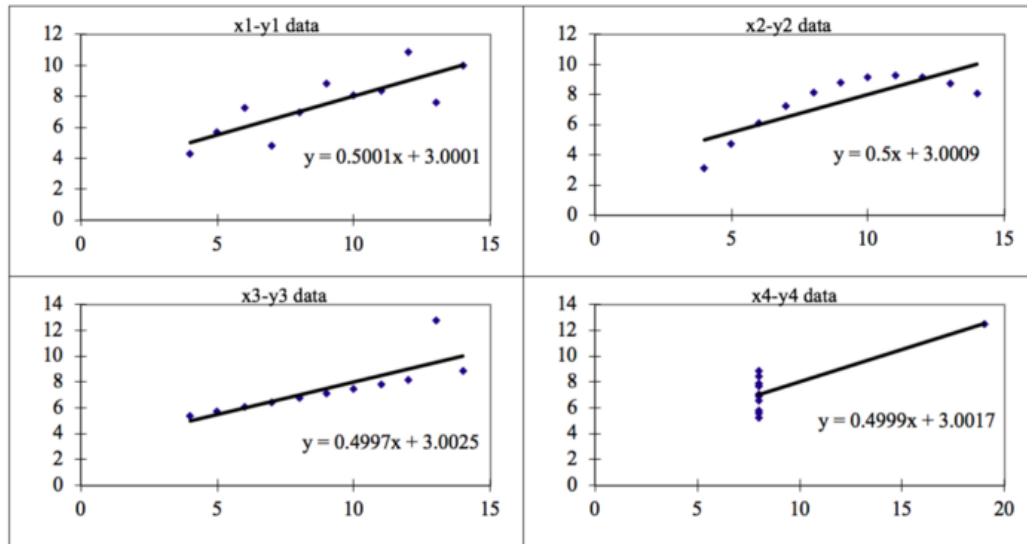 x1-y1 data
12
10
8
6
4
2
0
y = 0.5001x + 3.0001
0 5 10 15
x2-y2 data
12
10
8
6
4
2
0
y = 0.5x + 3.0009
0 5 10 15
x3-y3 data
14
12
10
8
6
4
2
0
y = 0.4997x + 3.0025
0 5 10 15
x4-y4 data
14
12
10
8
6
4
2
0
y = 0.4999x + 3.0017
0 5 10 15 20